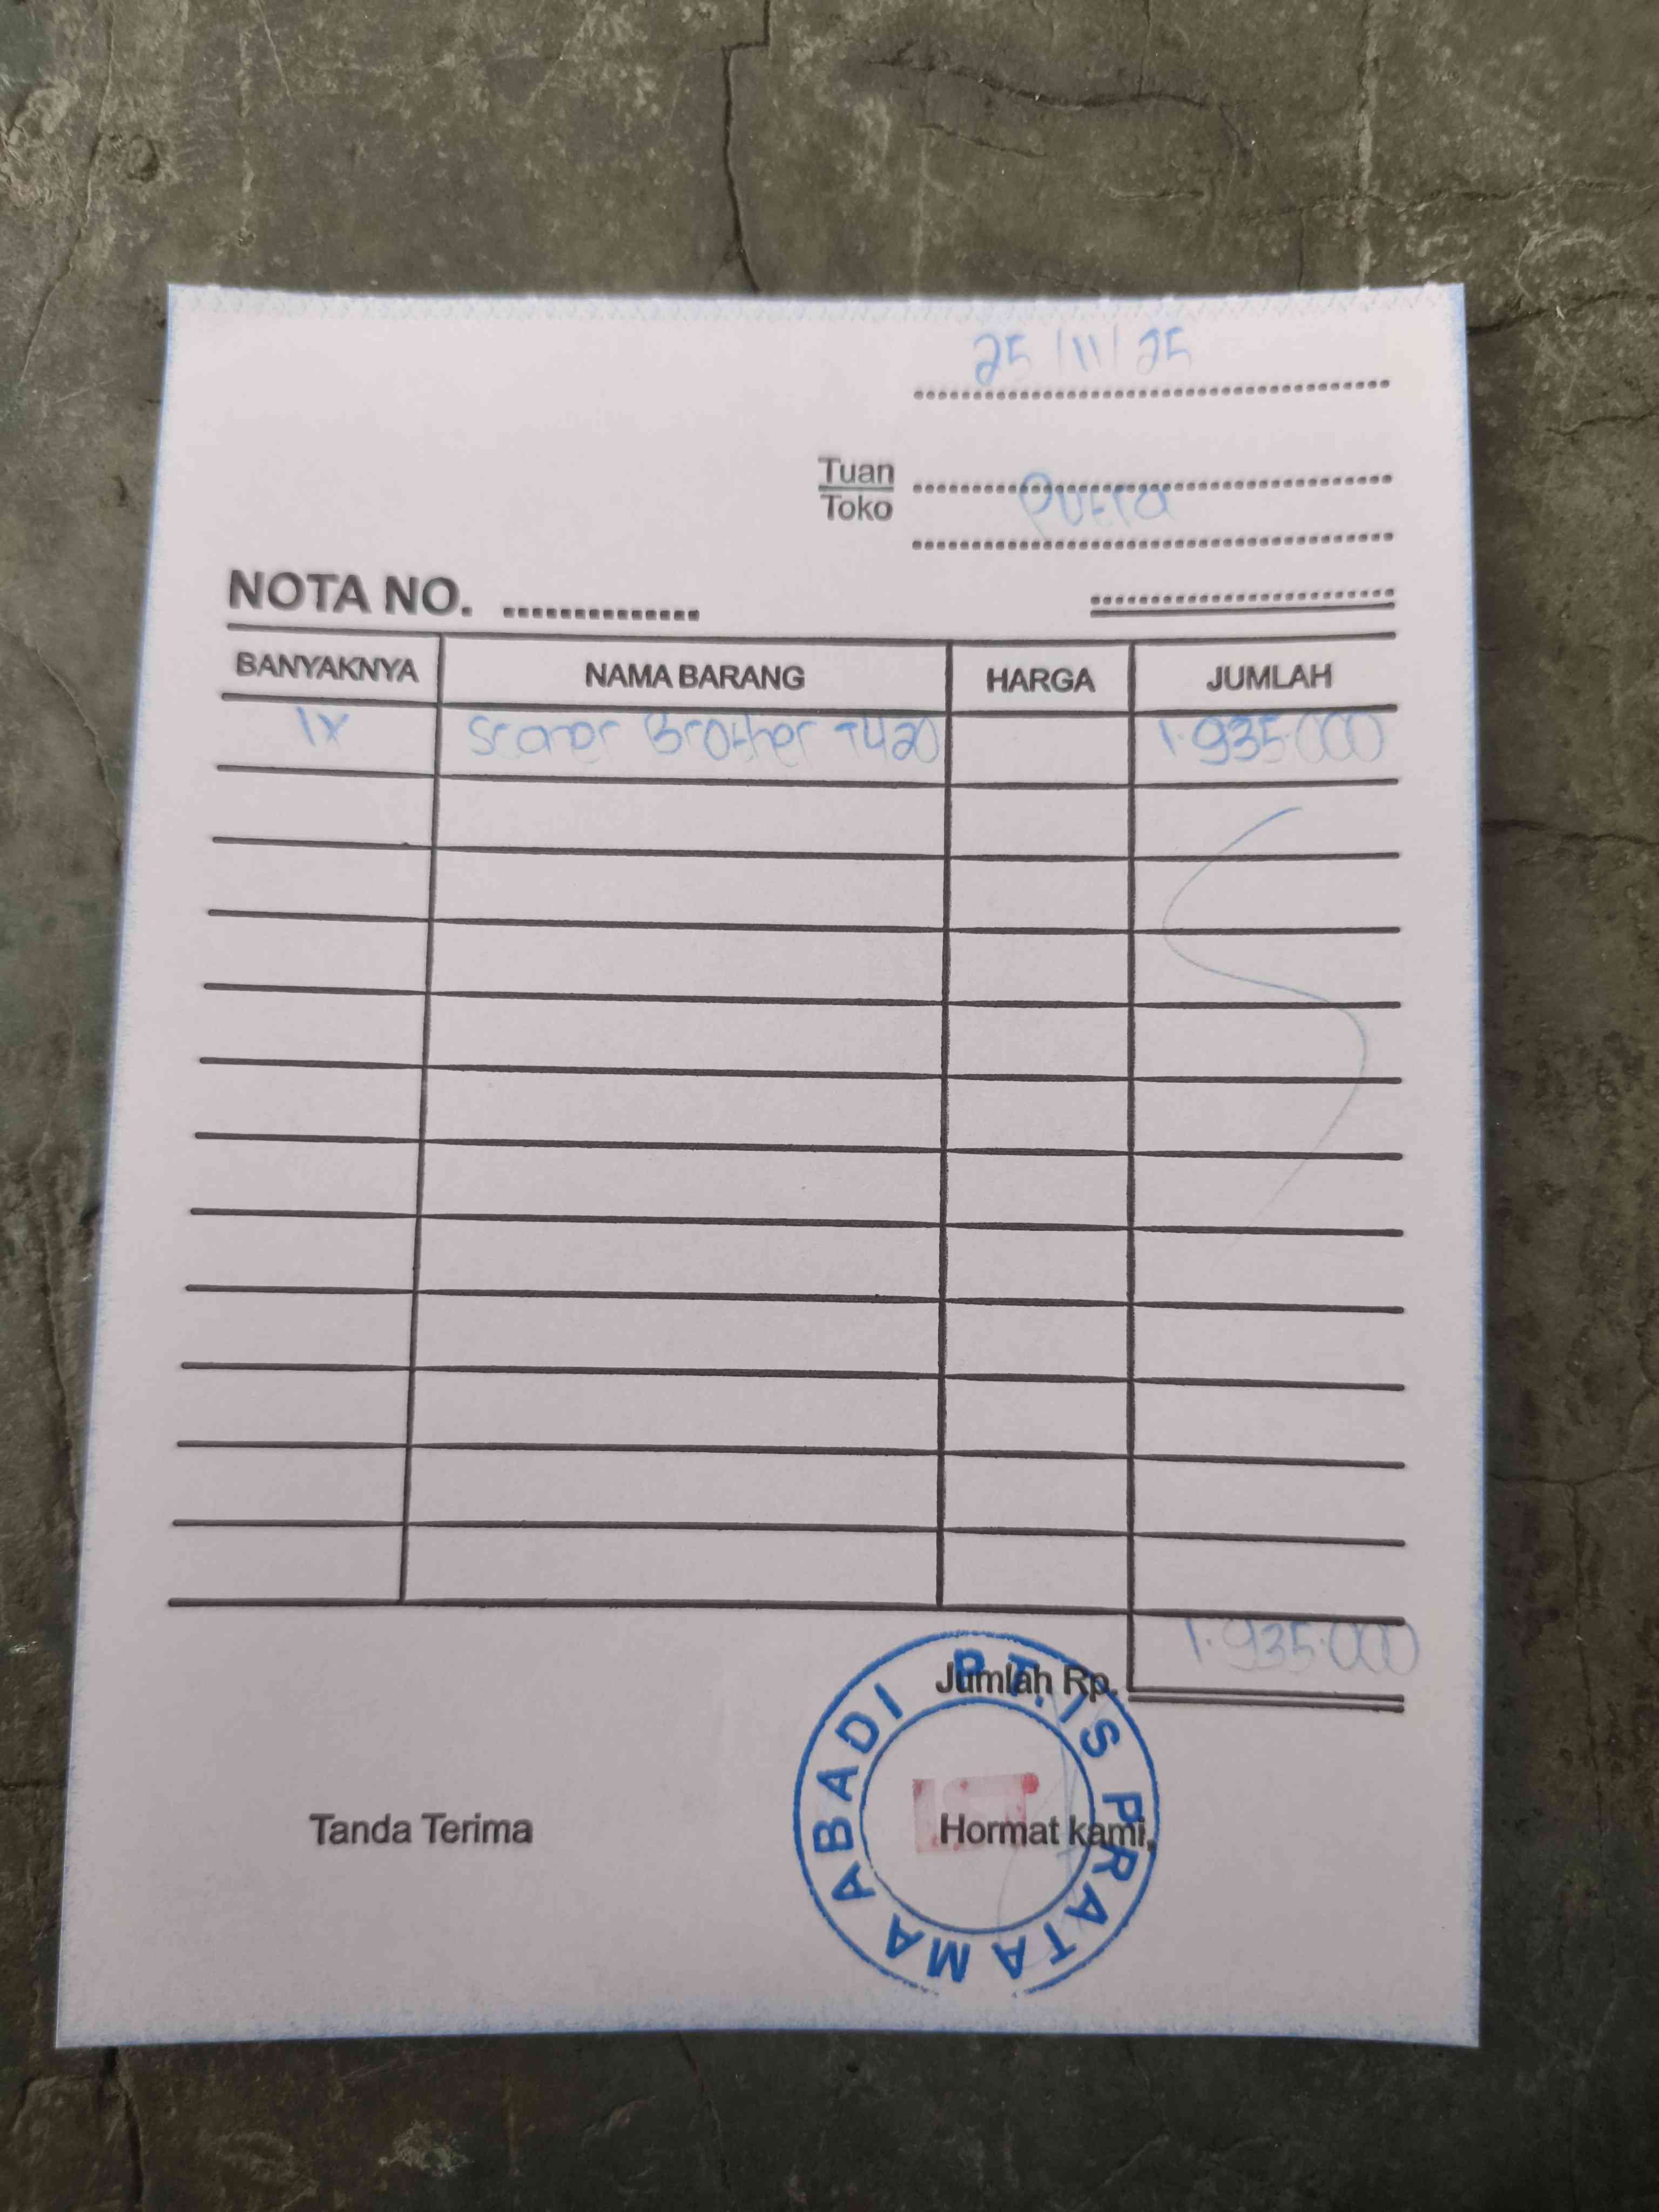 25/11/25
Tuan
Toko
Putra
NOTA NO. ...............
BANYAKNYA NAMA BARANG HARGA JUMLAH
1x Scaner Brother T420 1.935.000
Jumlah Rp. 1.935.000
Tanda Terima Hormat kami,
P.T. IS PRATAMA ABADI